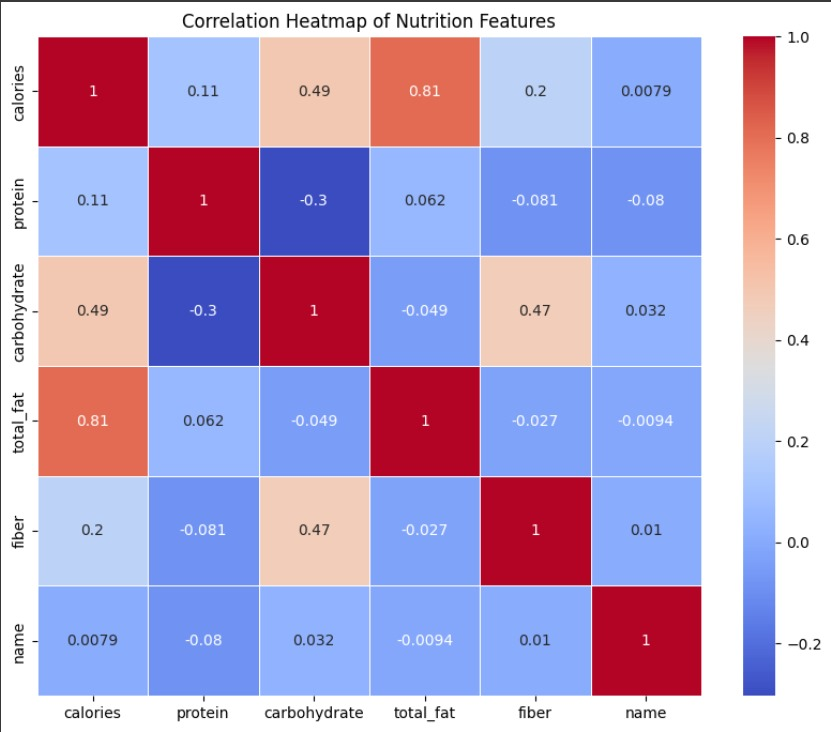 Correlation Heatmap of Nutrition Features
calories 1 0.11 0.49 0.81 0.2 0.0079
protein 0.11 1 -0.3 0.062 -0.081 -0.08
carbohydrate 0.49 -0.3 1 -0.049 0.47 0.032
total_fat 0.81 0.062 -0.049 1 -0.027 -0.0094
fiber 0.2 -0.081 0.47 -0.027 1 0.01
name 0.0079 -0.08 0.032 -0.0094 0.01 1
calories protein carbohydrate total_fat fiber name
1.0
0.8
0.6
0.4
0.2
0.0
−0.2